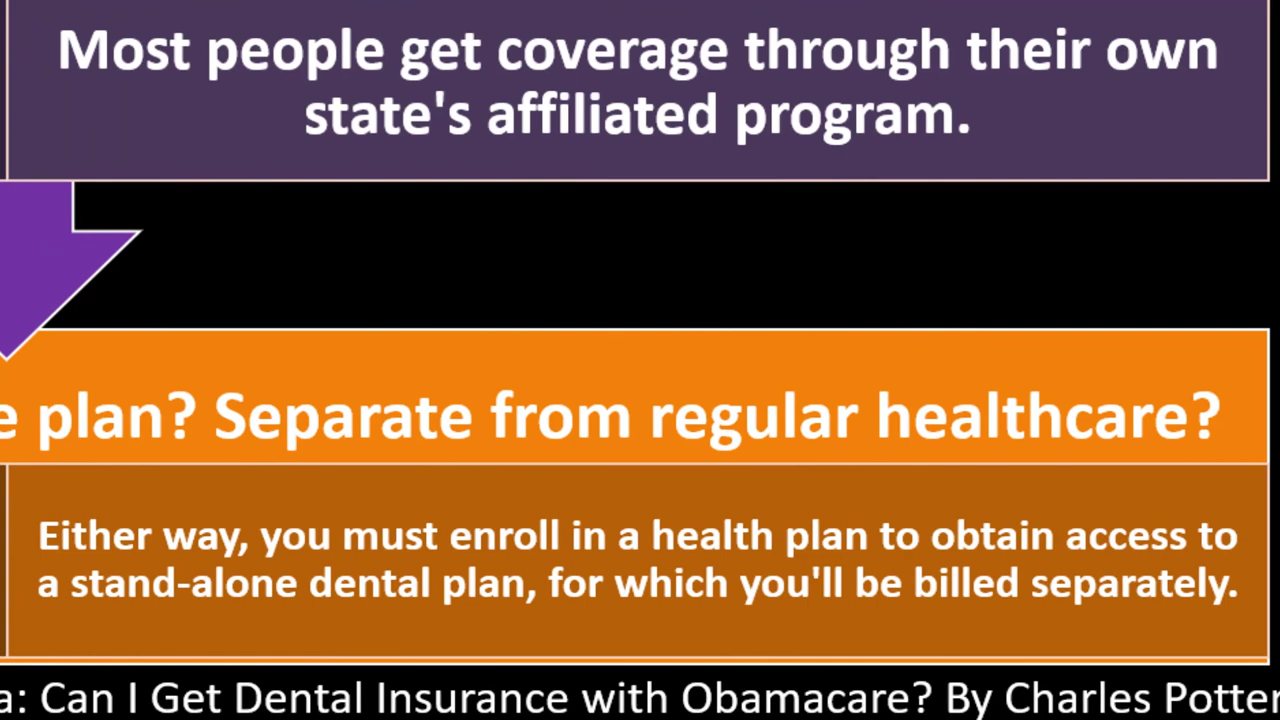 Most people get coverage through their own
state's affiliated program.
plan? Separate from regular healthcare?
Either way, you must enroll in a health plan to obtain access to
a stand-alone dental plan, for which you'll be billed separately.
Can I Get Dental Insurance with Obamacare? By Charles Potter